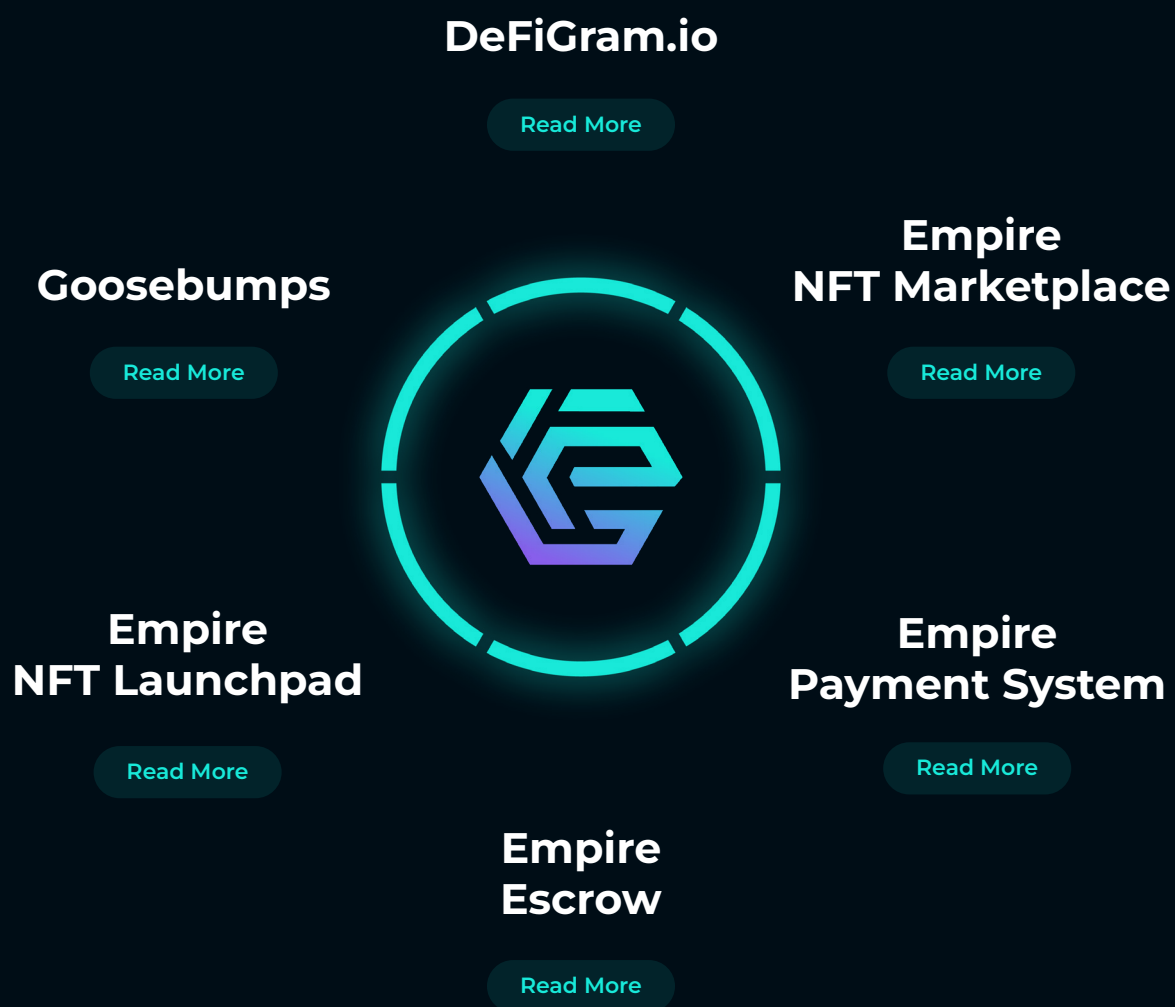 DeFiGram.io
Read More
Goosebumps
Read More
Empire
NFT Marketplace
Read More
Empire
NFT Launchpad
Read More
Empire
Payment System
Read More
Empire
Escrow
Read More